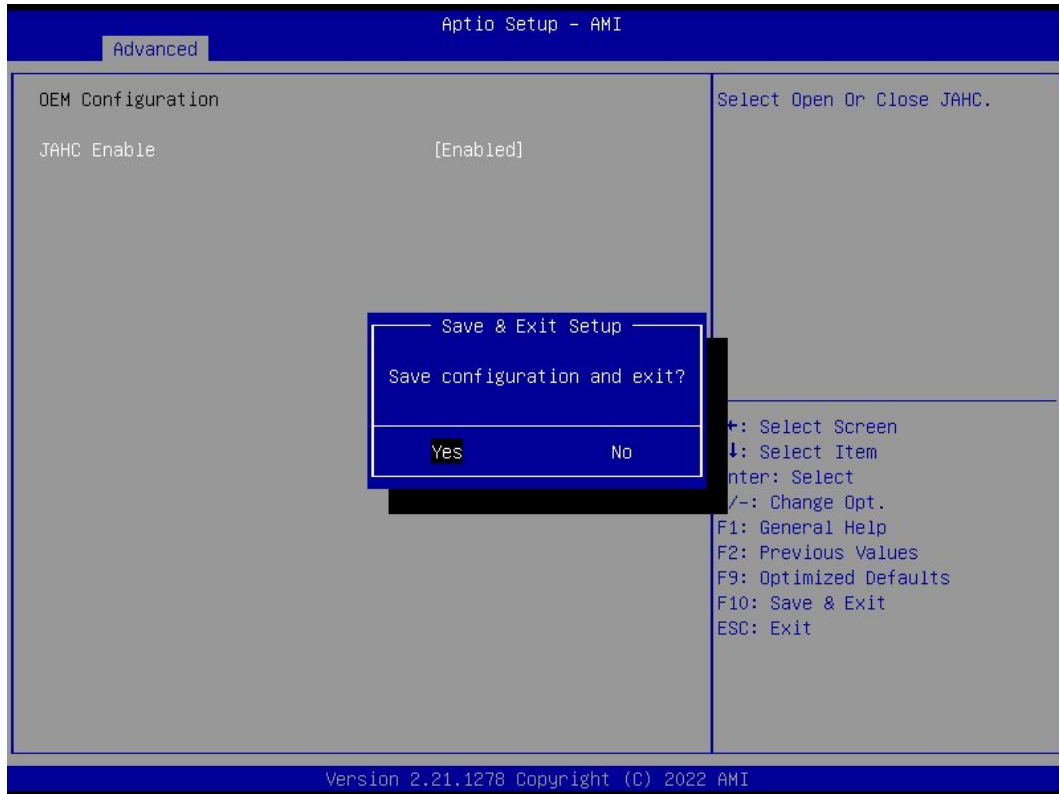 Aptio Setup – AMI
Advanced
OEM Configuration
JAHC Enable [Enabled]
Select Open Or Close JAHC.
Save & Exit Setup
Save configuration and exit?
Yes No
←: Select Screen
↓: Select Item
nter: Select
/-: Change Opt.
F1: General Help
F2: Previous Values
F9: Optimized Defaults
F10: Save & Exit
ESC: Exit
Version 2.21.1278 Copyright (C) 2022 AMI